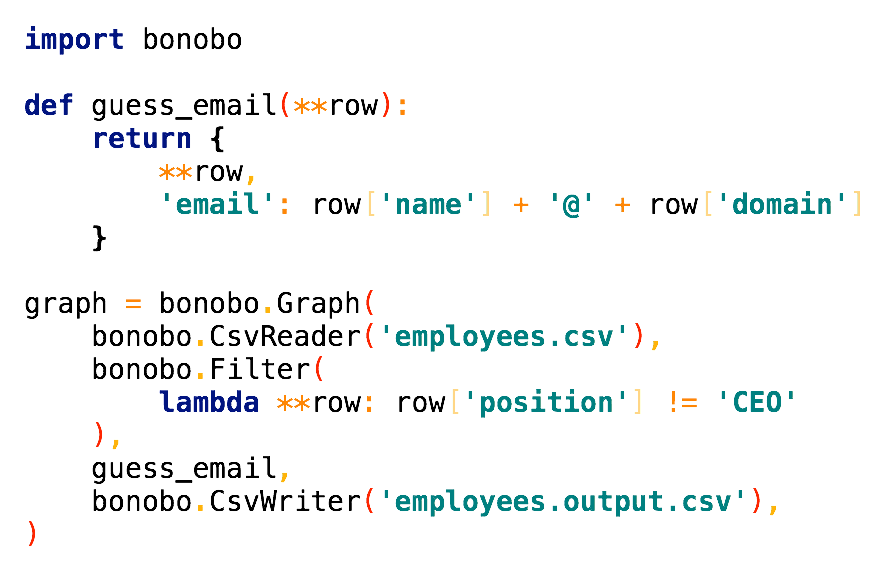 import bonobo

def guess_email(**row):
    return {
        **row,
        'email': row['name'] + '@' + row['domain']
    }

graph = bonobo.Graph(
    bonobo.CsvReader('employees.csv'),
    bonobo.Filter(
        lambda **row: row['position'] != 'CEO'
    ),
    guess_email,
    bonobo.CsvWriter('employees.output.csv'),
)